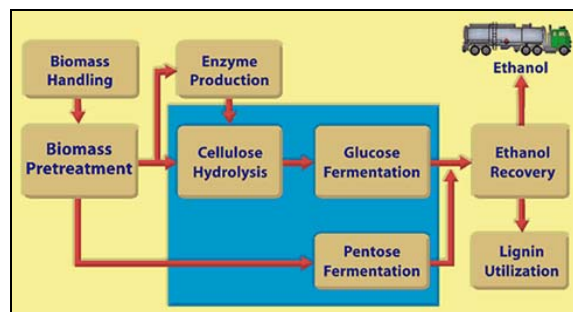 Biomass
Handling
Enzyme
Production
Ethanol
Biomass
Pretreatment
Cellulose
Hydrolysis
Glucose
Fermentation
Ethanol
Recovery
Pentose
Fermentation
Lignin
Utilization